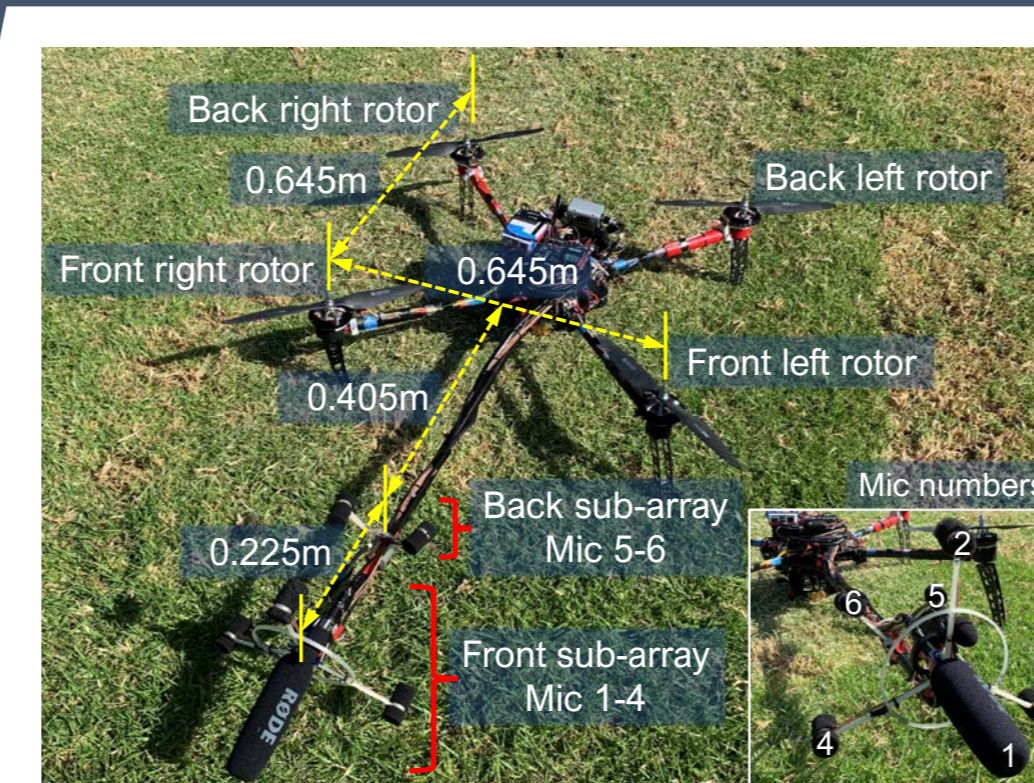 Back right rotor
0.645m
Back left rotor
Front right rotor
0.645m
Front left rotor
0.405m
Mic numbers
Back sub-array
Mic 5-6
0.225m
Front sub-array
Mic 1-4
RØDE
2
5
6
4
1